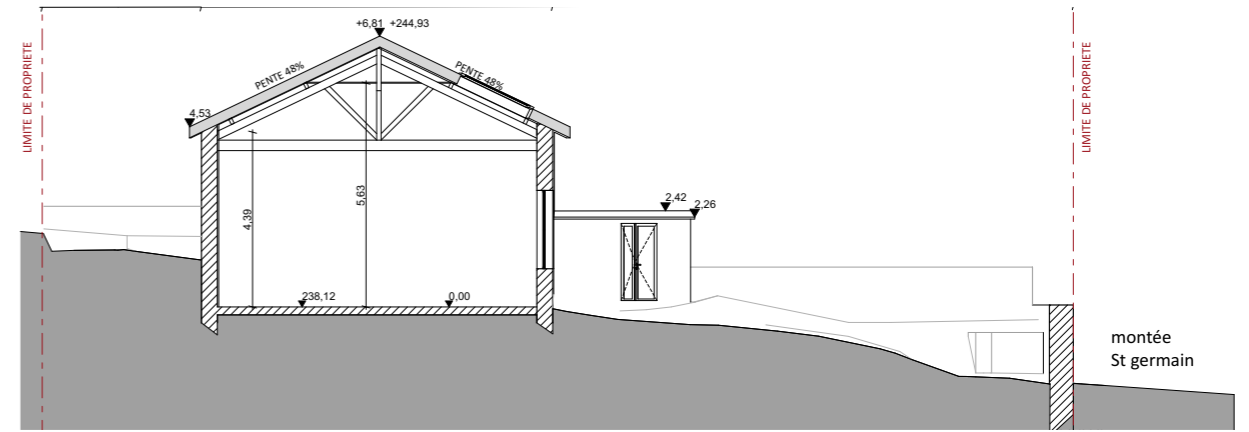 +6,81 +244,93
LIMITE DE PROPRIETE
PENTE 48%
PENTE 48%
LIMITE DE PROPRIETE
4,53
4,39
5,63
2,42
2,26
238,12
0,00
montée
St germain